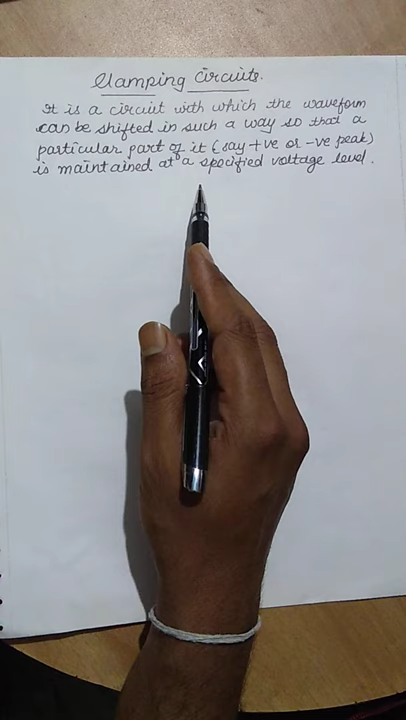 Clamping Circuits.
It is a circuit with which the waveform
can be shifted in such a way so that a
particular part of it (say +ve or -ve peak)
is maintained at a specified voltage level.